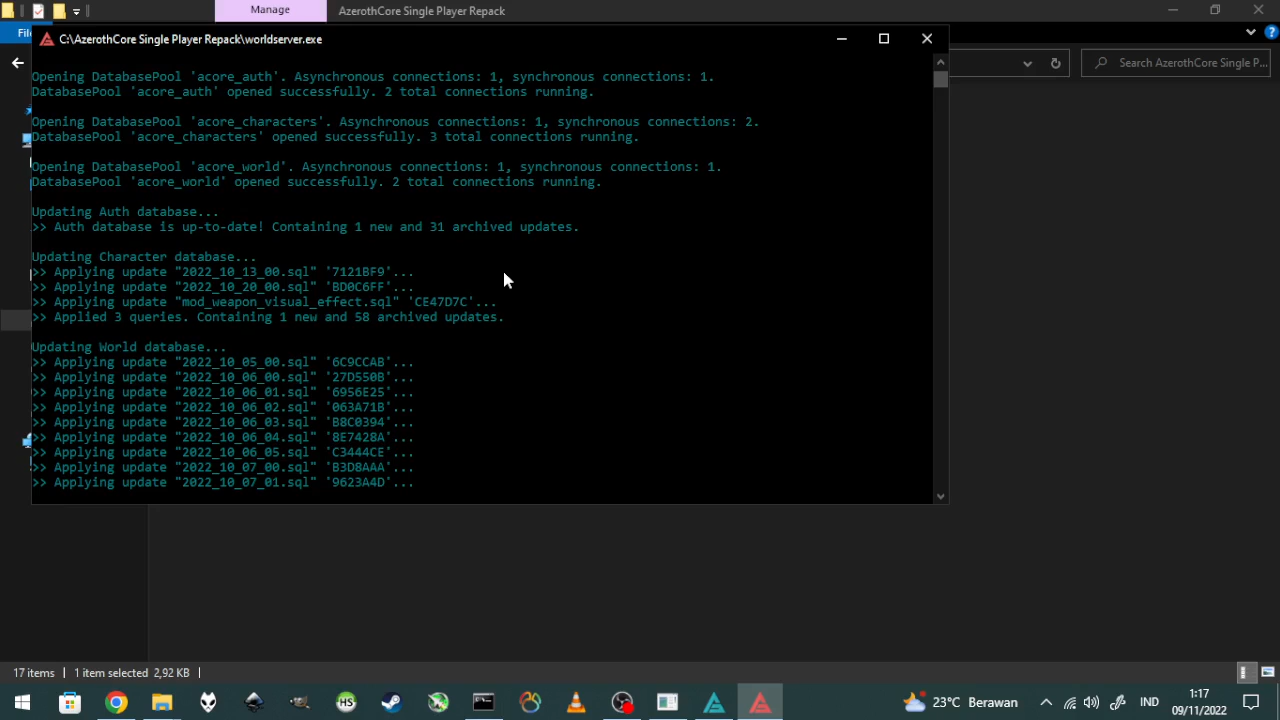 Manage
AzerothCore Single Player Repack
C:\AzerothCore Single Player Repack\worldserver.exe
Search AzerothCore Single P...
Opening DatabasePool 'acore_auth'. Asynchronous connections: 1, synchronous connections: 1.
DatabasePool 'acore_auth' opened successfully. 2 total connections running.
Opening DatabasePool 'acore_characters'. Asynchronous connections: 1, synchronous connections: 2.
DatabasePool 'acore_characters' opened successfully. 3 total connections running.
Opening DatabasePool 'acore_world'. Asynchronous connections: 1, synchronous connections: 1.
DatabasePool 'acore_world' opened successfully. 2 total connections running.
Updating Auth database...
>> Auth database is up-to-date! Containing 1 new and 31 archived updates.
Updating Character database...
>> Applying update "2022_10_13_00.sql" '7121BF9'...
>> Applying update "2022_10_20_00.sql" 'BD0C6FF'...
>> Applying update "mod_weapon_visual_effect.sql" 'CE47D7C'...
>> Applied 3 queries. Containing 1 new and 58 archived updates.
Updating World database...
>> Applying update "2022_10_05_00.sql" '6C9CCAB'...
>> Applying update "2022_10_06_00.sql" '27D550B'...
>> Applying update "2022_10_06_01.sql" '6956E25'...
>> Applying update "2022_10_06_02.sql" '063A71B'...
>> Applying update "2022_10_06_03.sql" 'B8C0394'...
>> Applying update "2022_10_06_04.sql" '8E7428A'...
>> Applying update "2022_10_06_05.sql" 'C3444CE'...
>> Applying update "2022_10_07_00.sql" 'B3D8AAA'...
>> Applying update "2022_10_07_01.sql" '9623A4D'...
17 items
1 item selected 2,92 KB
HS
23°C Berawan
IND
1:17
09/11/2022